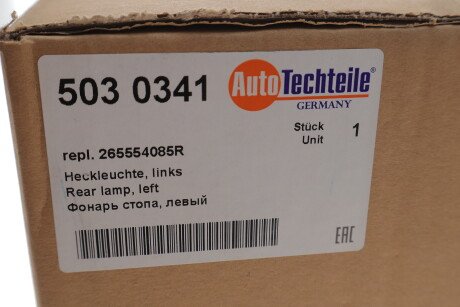 503 0341
AutoTechteile®
GERMANY
Stück
Unit 1
repl. 265554085R
Heckleuchte, links
Rear lamp, left
Фонарь стопа, левый
EAC